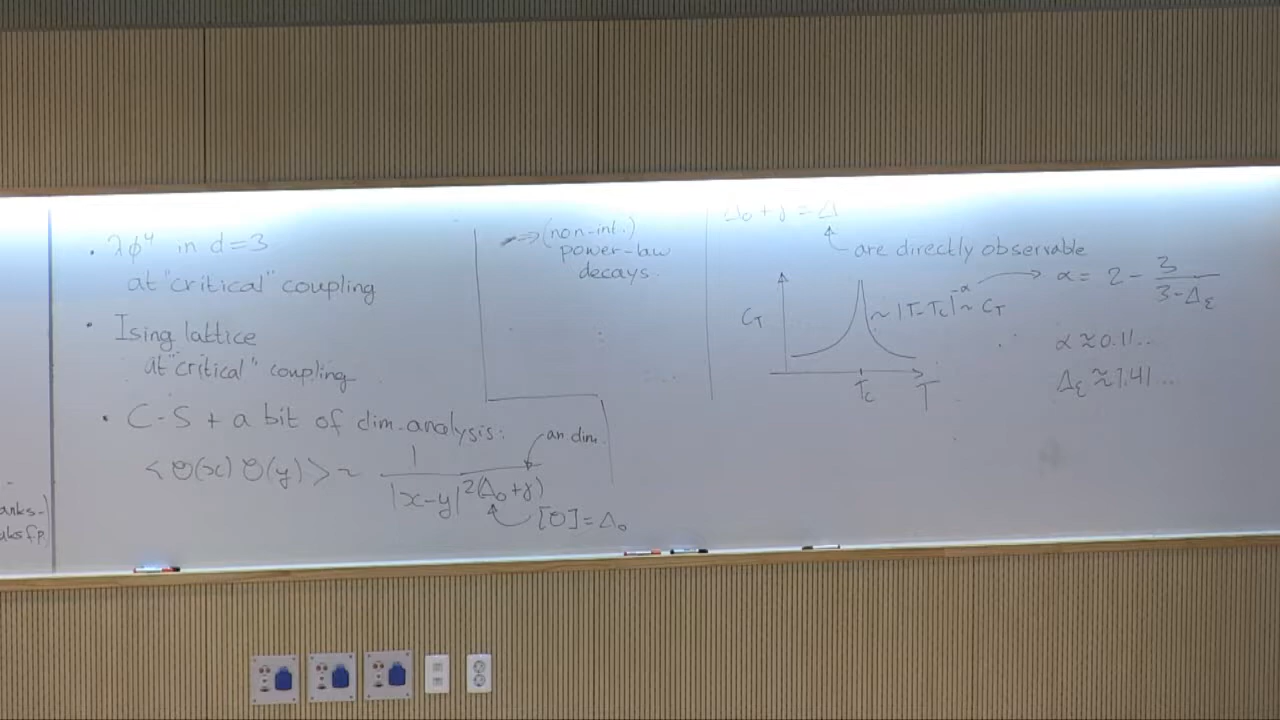 • λϕ⁴ in d=3
at "critical" coupling
• Ising lattice
at "critical" coupling
• C-S + a bit of dim. analysis:
an dim.
<O(x) O(y)> ~ 1 / |x-y|^2(Δ₀+γ)
[O] = Δ₀
→ (non-int.)
power-law
decays.
Δ₀ + γ = Δ
are directly observable
C_T
~ |T-T_c|^-α ~ C_T
T_c
T
α = 2 - 3 / (3-Δ_ε)
α ≈ 0.11...
Δ_ε ≈ 1.41...